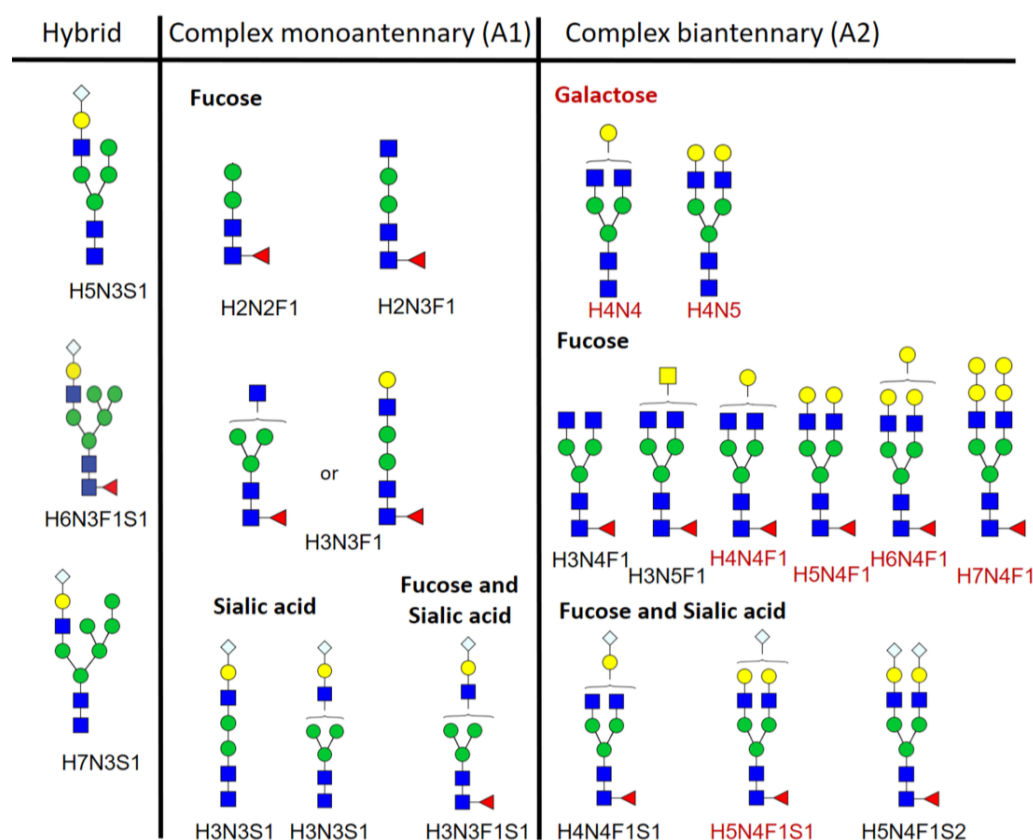 Hybrid
Complex monoantennary (A1)
Complex biantennary (A2)
H5N3S1
H6N3F1S1
H7N3S1
Fucose
H2N2F1
H2N3F1
or
H3N3F1
Sialic acid
Fucose and
Sialic acid
H3N3S1
H3N3S1
H3N3F1S1
Galactose
H4N4
H4N5
Fucose
H3N4F1
H3N5F1
H4N4F1
H5N4F1
H6N4F1
H7N4F1
Fucose and Sialic acid
H4N4F1S1
H5N4F1S1
H5N4F1S2